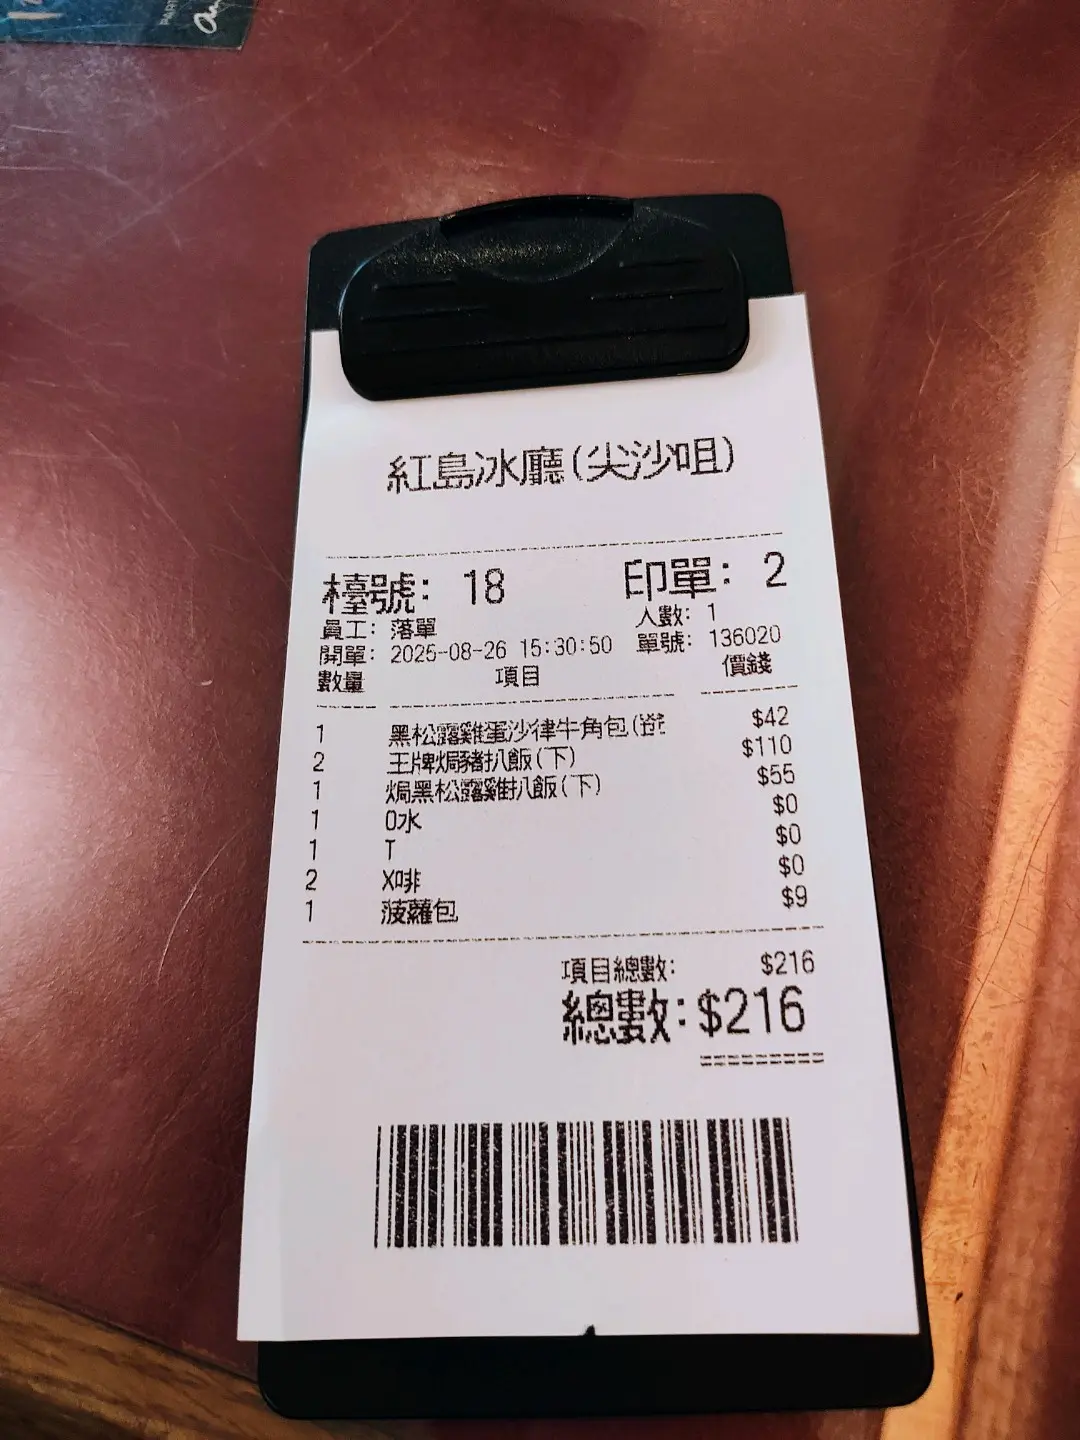 PART
紅島冰廳(尖沙咀)
檯號: 18 印單: 2
員工: 落單 人數: 1
開單: 2025-08-26 15:30:50 單號: 136020
數量 項目 價錢
1 黑松露雞蛋沙律牛角包( $42
2 王牌焗豬扒飯(下) $110
1 焗黑松露雞扒飯(下) $55
1 0水 $0
1 T $0
2 X啡 $0
1 菠蘿包 $9
項目總數: $216
總數: $216
=========